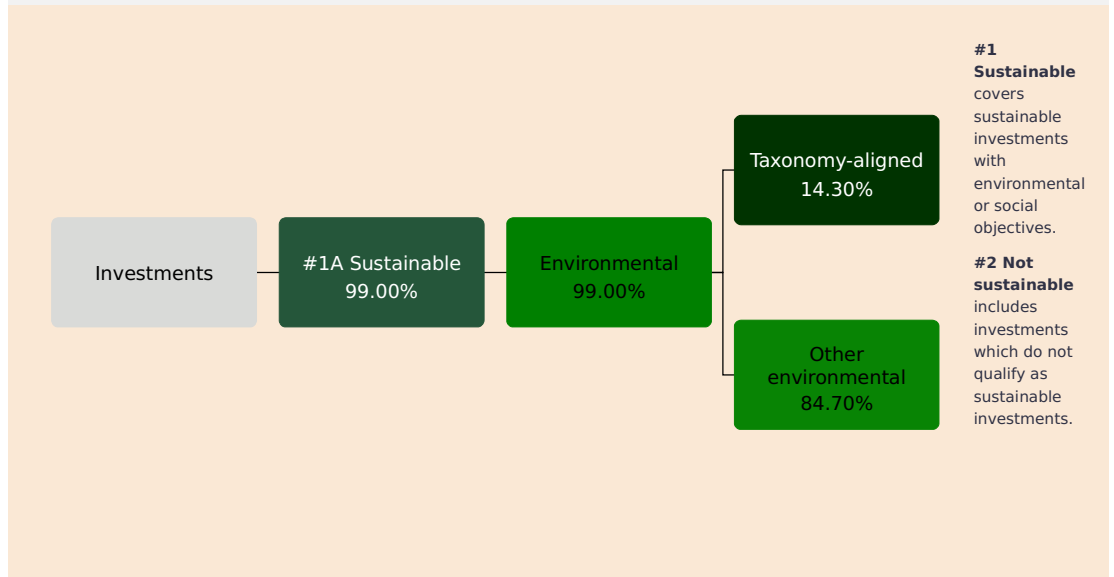 Investments
#1A Sustainable
99.00%
Environmental
99.00%
Taxonomy-aligned
14.30%
Other
environmental
84.70%
#1
Sustainable
covers
sustainable
investments
with
environmental
or social
objectives.
#2 Not
sustainable
includes
investments
which do not
qualify as
sustainable
investments.